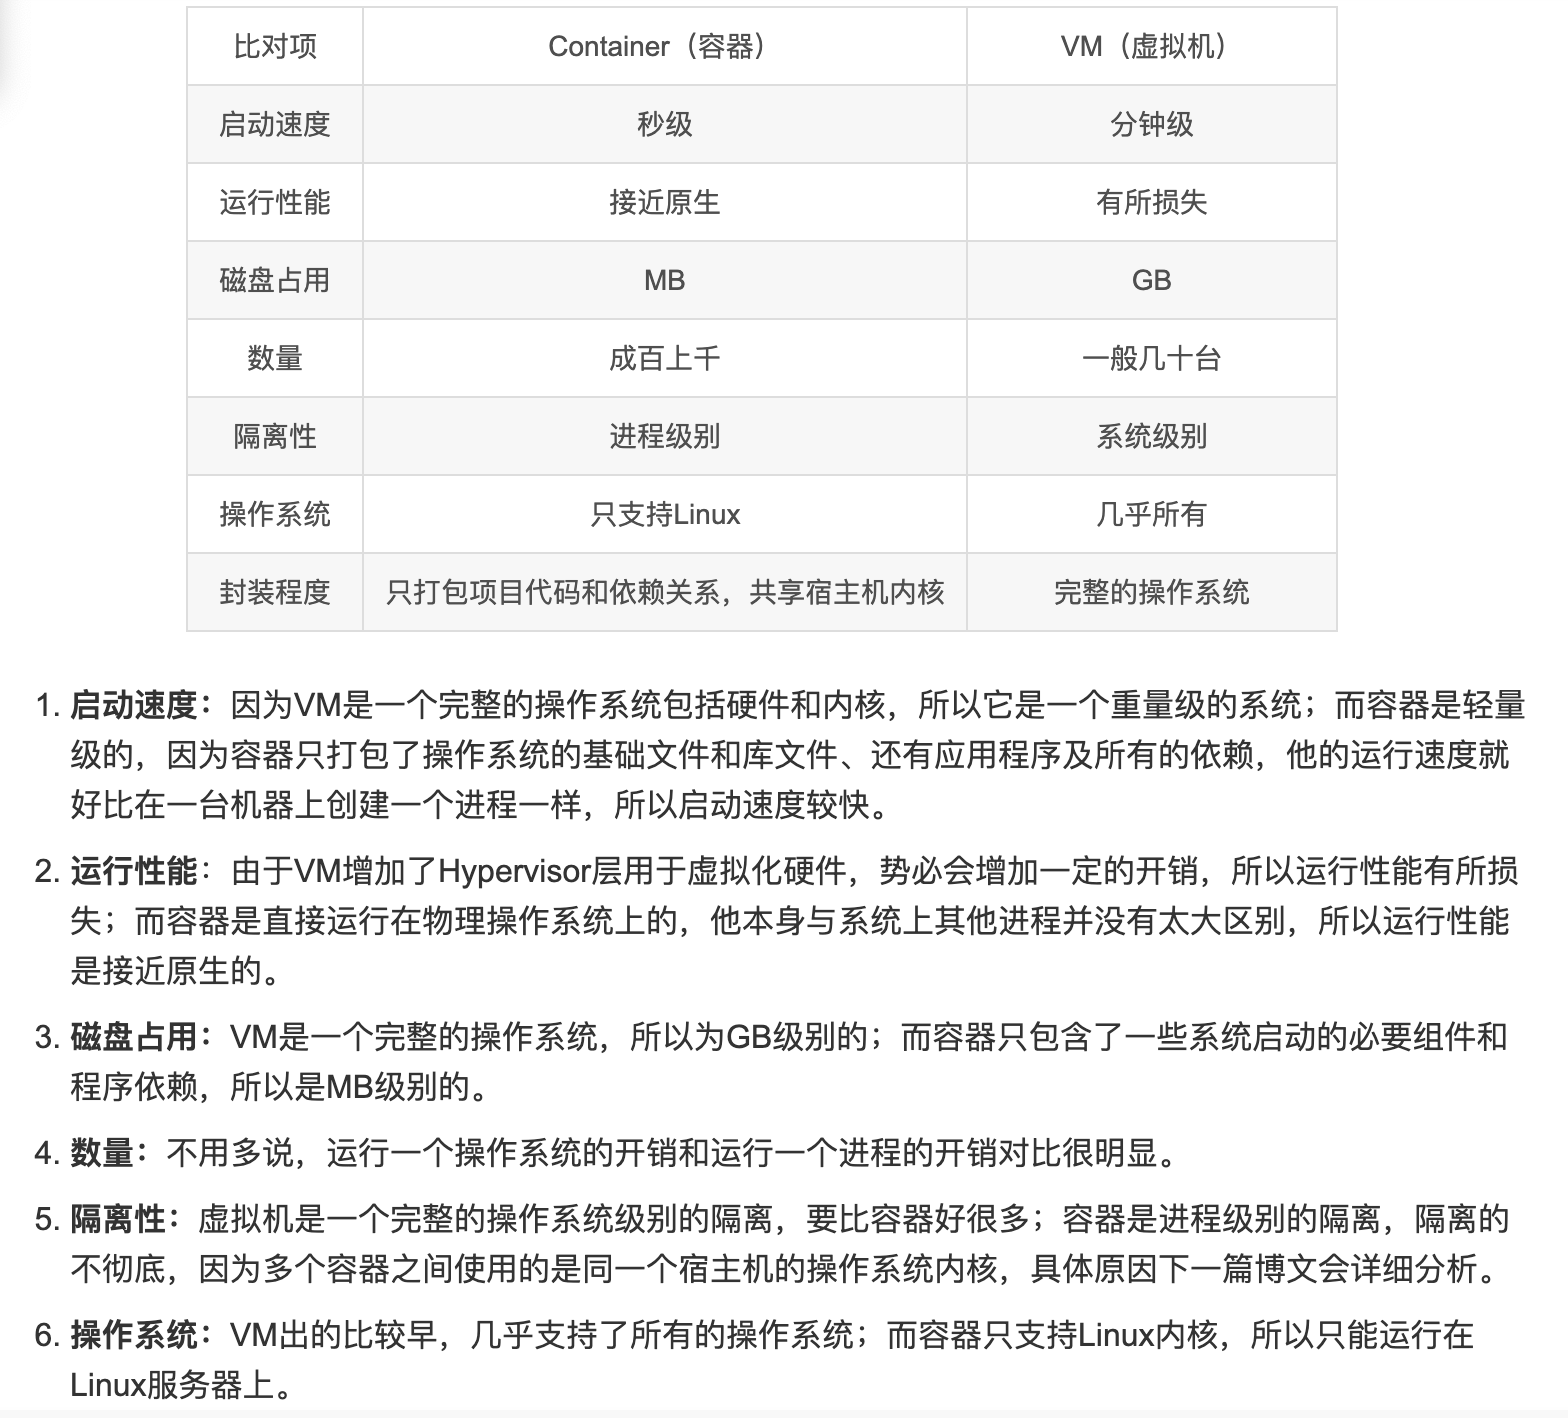 比对项 Container（容器） VM（虚拟机）
启动速度 秒级 分钟级
运行性能 接近原生 有所损失
磁盘占用 MB GB
数量 成百上千 一般几十台
隔离性 进程级别 系统级别
操作系统 只支持Linux 几乎所有
封装程度 只打包项目代码和依赖关系，共享宿主机内核 完整的操作系统
1. 启动速度：因为VM是一个完整的操作系统包括硬件和内核，所以它是一个重量级的系统；而容器是轻量
级的，因为容器只打包了操作系统的基础文件和库文件、还有应用程序及所有的依赖，他的运行速度就
好比在一台机器上创建一个进程一样，所以启动速度较快。
2. 运行性能：由于VM增加了Hypervisor层用于虚拟化硬件，势必会增加一定的开销，所以运行性能有所损
失；而容器是直接运行在物理操作系统上的，他本身与系统上其他进程并没有太大区别，所以运行性能
是接近原生的。
3. 磁盘占用：VM是一个完整的操作系统，所以为GB级别的；而容器只包含了一些系统启动的必要组件和
程序依赖，所以是MB级别的。
4. 数量：不用多说，运行一个操作系统的开销和运行一个进程的开销对比很明显。
5. 隔离性：虚拟机是一个完整的操作系统级别的隔离，要比容器好很多；容器是进程级别的隔离，隔离的
不彻底，因为多个容器之间使用的是同一个宿主机的操作系统内核，具体原因下一篇博文会详细分析。
6. 操作系统：VM出的比较早，几乎支持了所有的操作系统；而容器只支持Linux内核，所以只能运行在
Linux服务器上。